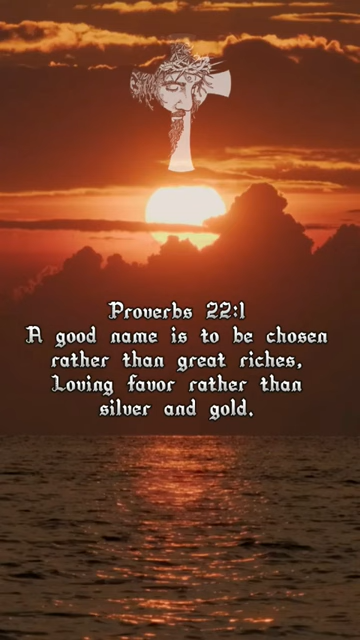 Proverbs 22:1
A good name is to be chosen
rather than great riches,
Loving favor rather than
silver and gold.